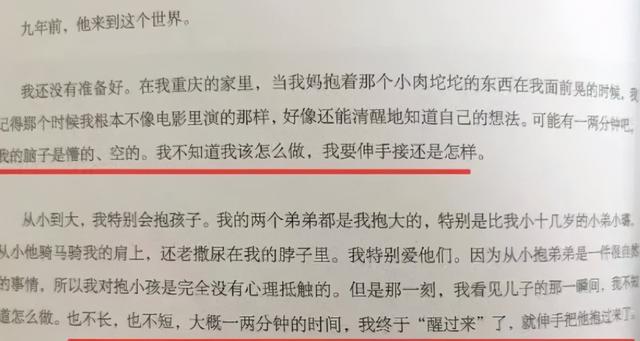 九年前，他来到这个世界。
我还没有准备好。在我重庆的家里，当我妈抱着那个小肉坨坨的东西在我面前晃的时候，我
记得那个时候我根本不像电影里演的那样，好像还能清醒地知道自己的想法。可能有一两分钟吧，
我的脑子是懵的、空的。我不知道我该怎么做，我要伸手接还是怎样。
从小到大，我特别会抱孩子。我的两个弟弟都是我抱大的，特别是比我小十几岁的小弟小
从小他骑马骑我的肩上，还老撒尿在我的脖子里。我特别爱他们。因为从小抱弟弟是一件很自然
的事情，所以我对抱小孩是完全没有心理抵触的。但是那一刻，我看见儿子的那一瞬间，我不知
道怎么做。也不长，也不短，大概一两分钟的时间，我终于“醒过来”了，就伸手把他抱过来了。